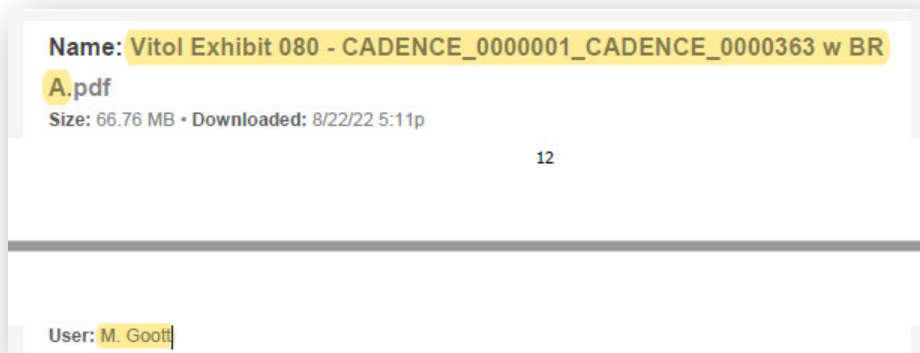 Name: Vitol Exhibit 080 - CADENCE_0000001_CADENCE_0000363 w BR
A.pdf
Size: 66.76 MB • Downloaded: 8/22/22 5:11p
12
User: M. Goott